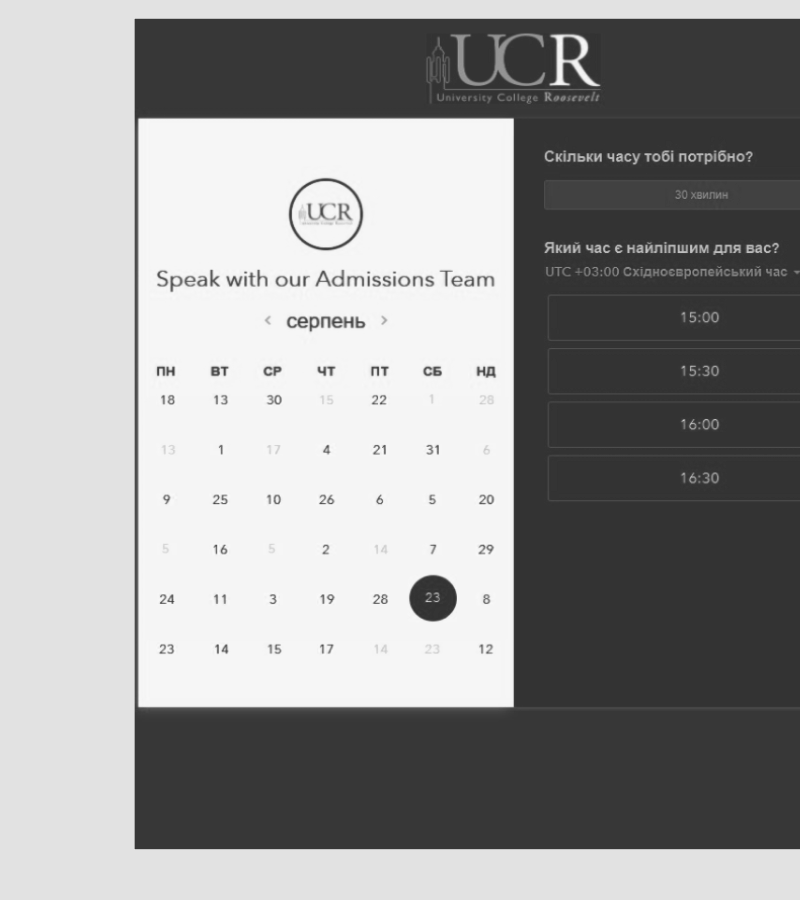 UCR
University College Roosevelt
UCR
Speak with our Admissions Team
< серпень >
ПН ВТ СР ЧТ ПТ СБ НД
18 13 30 15 22 1 28
13 1 17 4 21 31 6
9 25 10 26 6 5 20
5 16 5 2 14 7 29
24 11 3 19 28 23 8
23 14 15 17 14 23 12
Скільки часу тобі потрібно?
30 хвилин
Який час є найліпшим для вас?
UTC +03:00 Східноєвропейський час
15:00
15:30
16:00
16:30